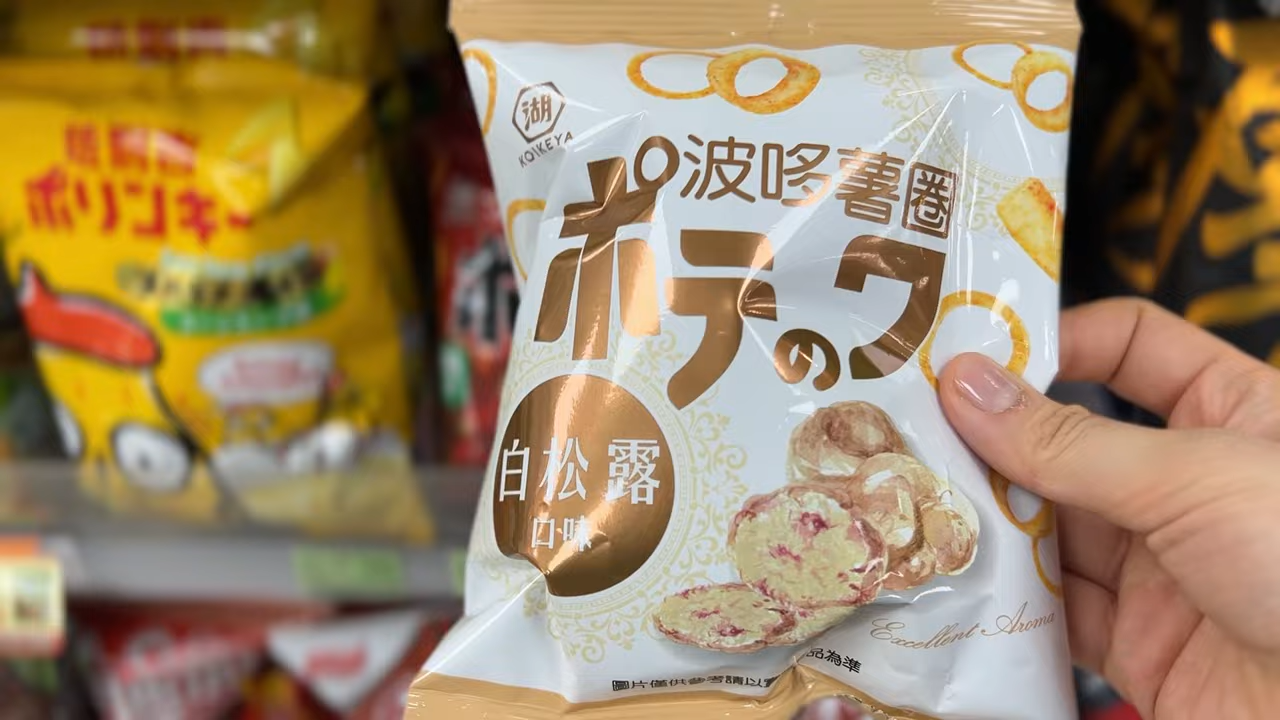 湖
KOIKEYA
波哆薯圈
ポテのワ
白松露
口味
Excellent Aroma
圖片僅供參考請以實
品為準
ポリンキー